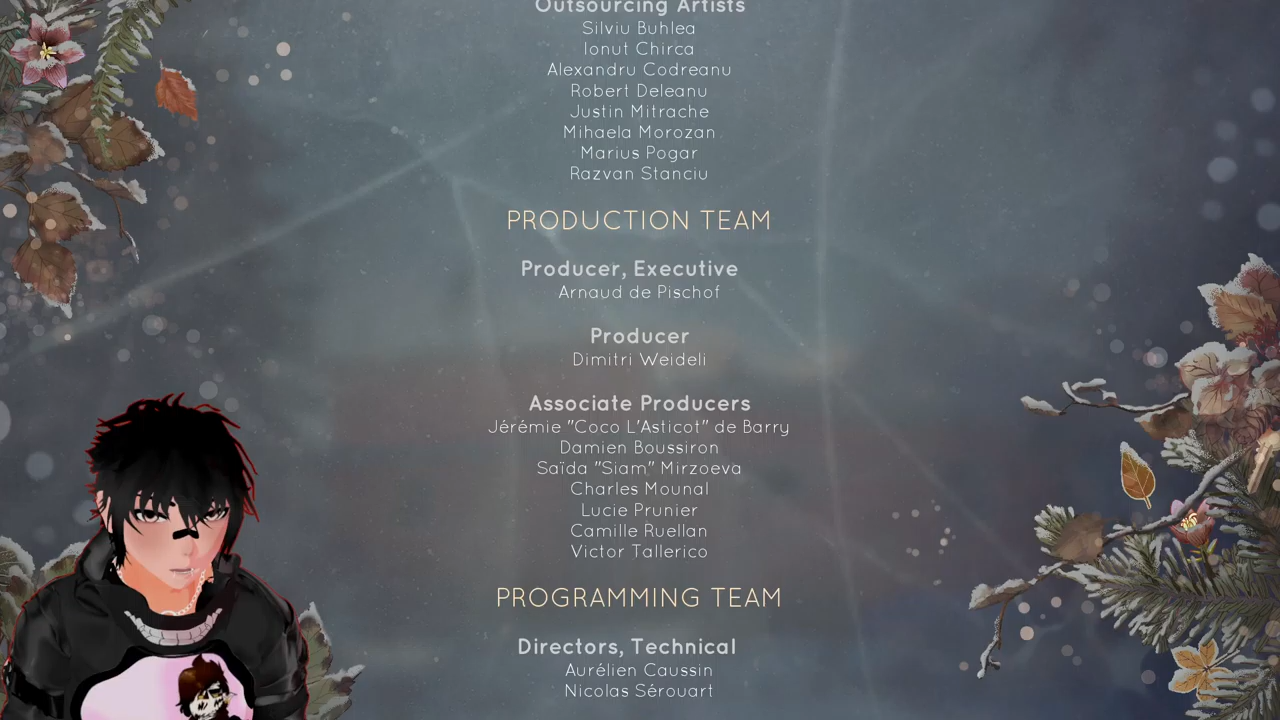 Outsourcing Artists
Silviu Buhlea
Ionut Chirca
Alexandru Codreanu
Robert Deleanu
Justin Mitrache
Mihaela Morozan
Marius Pogar
Razvan Stanciu
PRODUCTION TEAM
Producer, Executive
Arnaud de Pischof
Producer
Dimitri Weideli
Associate Producers
Jérémie "Coco L'Asticot" de Barry
Damien Boussiron
Saïda "Siam" Mirzoeva
Charles Mounal
Lucie Prunier
Camille Ruellan
Victor Tallerico
PROGRAMMING TEAM
Directors, Technical
Aurélien Caussin
Nicolas Sérouart